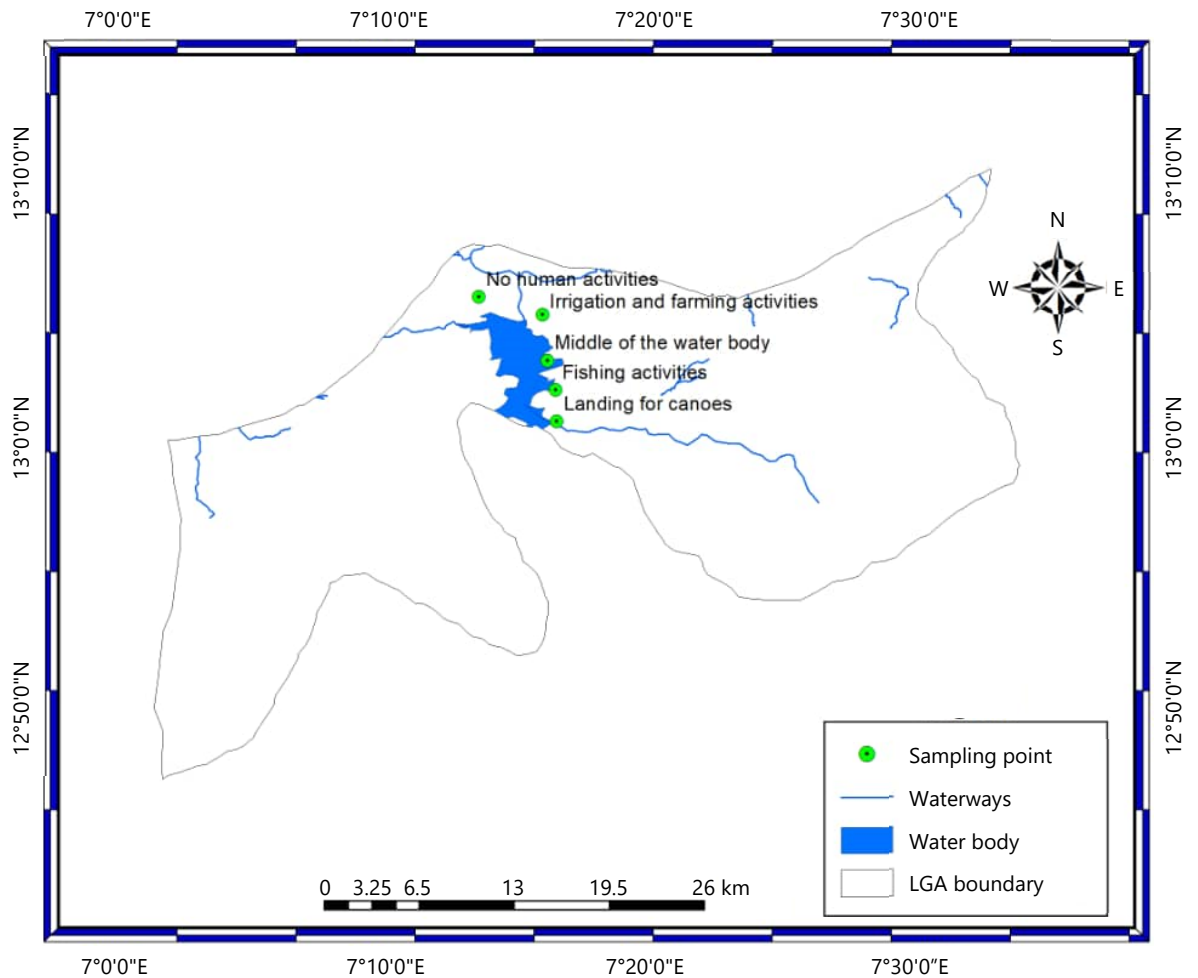 7°0'0"E 7°10'0"E 7°20'0"E 7°30'0"E
13°10'0"N
13°10'0"N
N
W E
S
No human activities
Irrigation and farming activities
Middle of the water body
Fishing activities
Landing for canoes
13°0'0"N
13°0'0"N
12°50'0"N
12°50'0"N
Sampling point
Waterways
Water body
LGA boundary
0 3.25 6.5 13 19.5 26 km
7°0'0"E 7°10'0"E 7°20'0"E 7°30'0"E